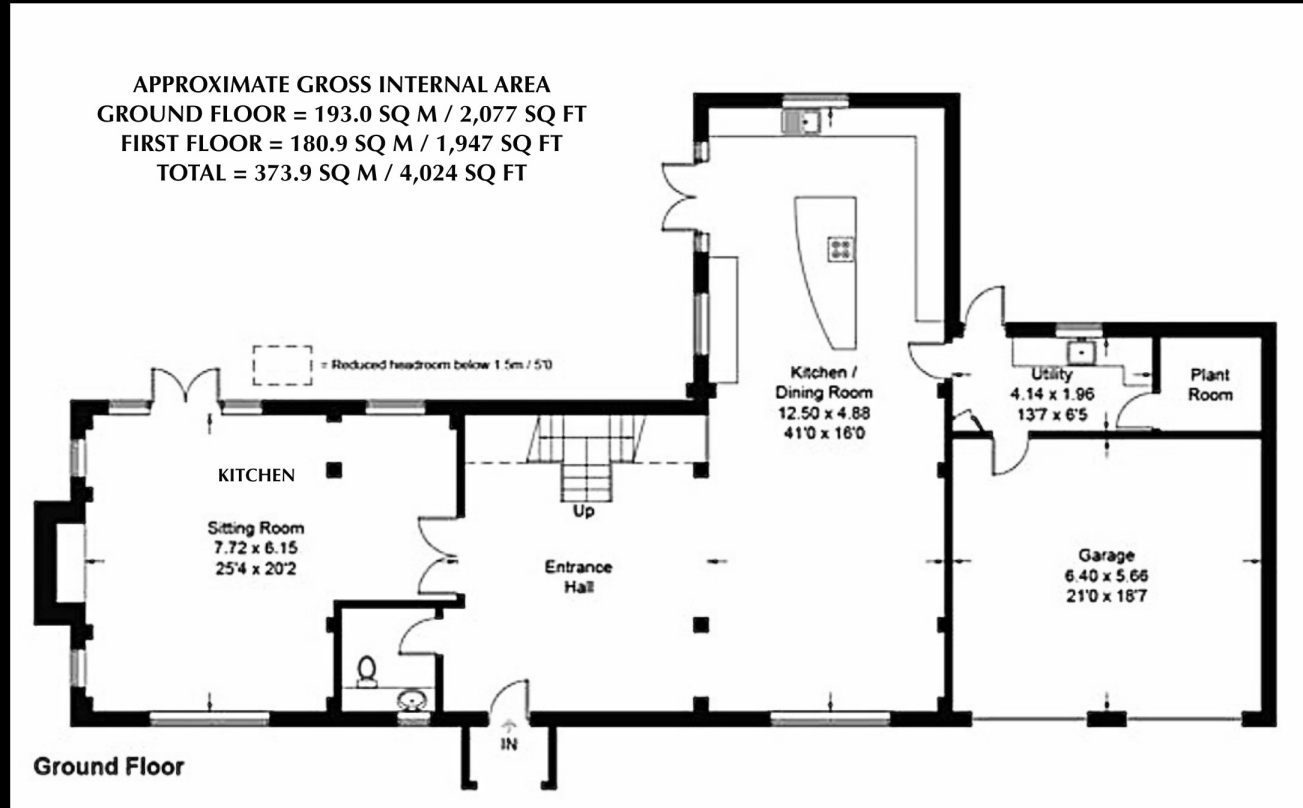 APPROXIMATE GROSS INTERNAL AREA
GROUND FLOOR = 193.0 SQ M / 2,077 SQ FT
FIRST FLOOR = 180.9 SQ M / 1,947 SQ FT
TOTAL = 373.9 SQ M / 4,024 SQ FT
= Reduced headroom below 1.5m / 5'0
Kitchen /
Dining Room
12.50 x 4.88
41'0 x 16'0
Utility
4.14 x 1.96
13'7 x 6'5
Plant
Room
KITCHEN
Sitting Room
7.72 x 6.15
25'4 x 20'2
Up
Entrance
Hall
Garage
6.40 x 5.66
21'0 x 18'7
IN
Ground Floor